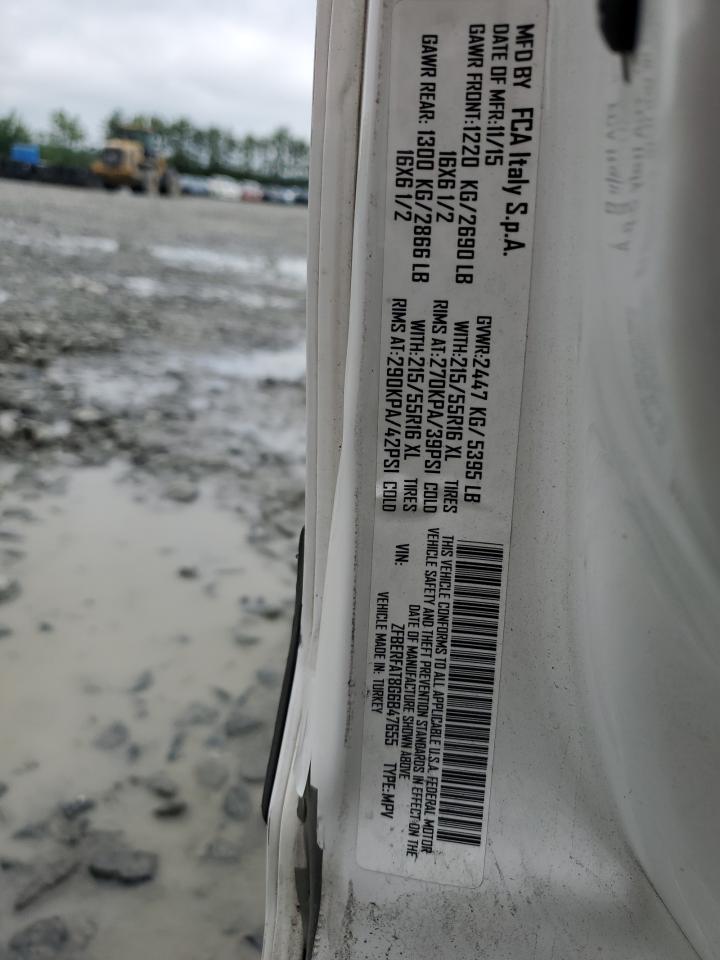 MFD BY FCA Italy S.p.A.
DATE OF MFR:11/15 GVWR:2447 KG/ 5395 LB
GAWR FRONT:1220 KG/2690 LB WITH:215/55R16 XL TIRES
16X6 1/2 RIMS AT:270KPA/39PSI COLD
GAWR REAR: 1300 KG/2866 LB WITH:215/55R16 XL TIRES
16X6 1/2 RIMS AT:290KPA/42PSI COLD
THIS VEHICLE CONFORMS TO ALL APPLICABLE U.S.A. FEDERAL MOTOR
VEHICLE SAFETY AND THEFT PREVENTION STANDARDS IN EFFECT ON THE
DATE OF MANUFACTURE SHOWN ABOVE
VIN: ZFBERFAT8G6B47655 TYPE:MPV
VEHICLE MADE IN: TURKEY